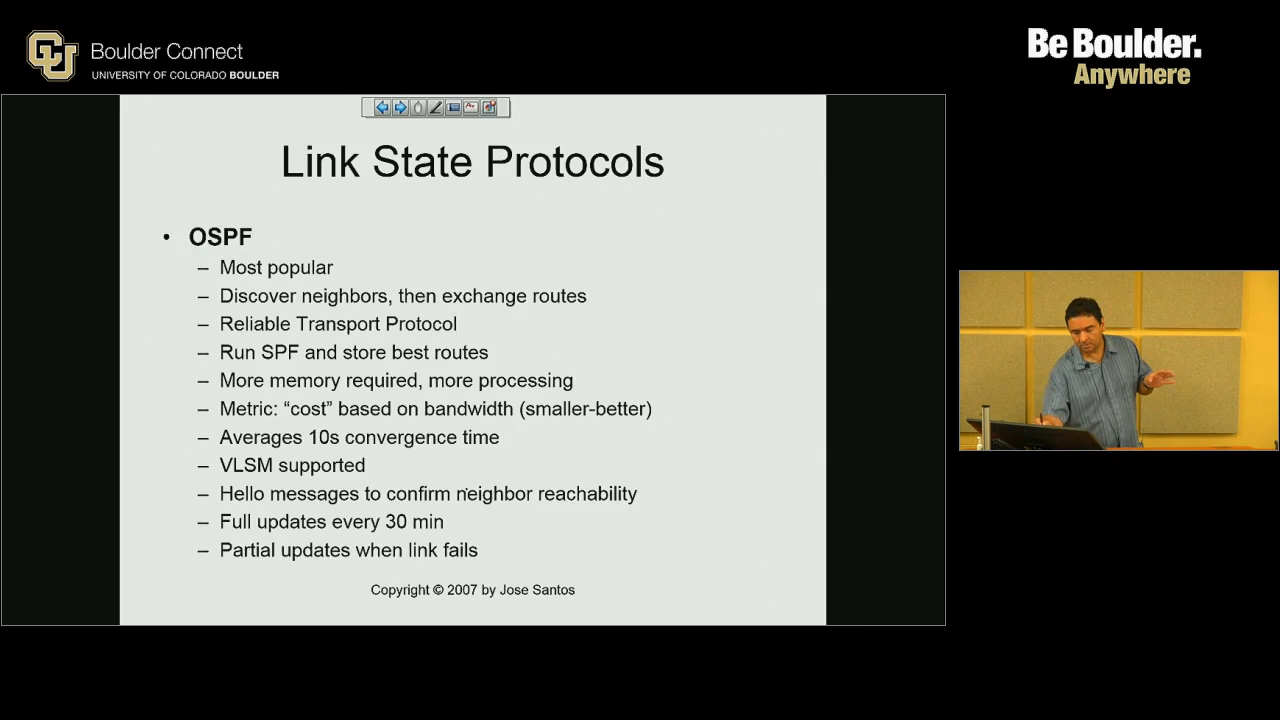 CU
Boulder Connect
UNIVERSITY OF COLORADO BOULDER
Be Boulder.
Anywhere
Link State Protocols
• OSPF
– Most popular
– Discover neighbors, then exchange routes
– Reliable Transport Protocol
– Run SPF and store best routes
– More memory required, more processing
– Metric: “cost” based on bandwidth (smaller-better)
– Averages 10s convergence time
– VLSM supported
– Hello messages to confirm neighbor reachability
– Full updates every 30 min
– Partial updates when link fails
Copyright © 2007 by Jose Santos